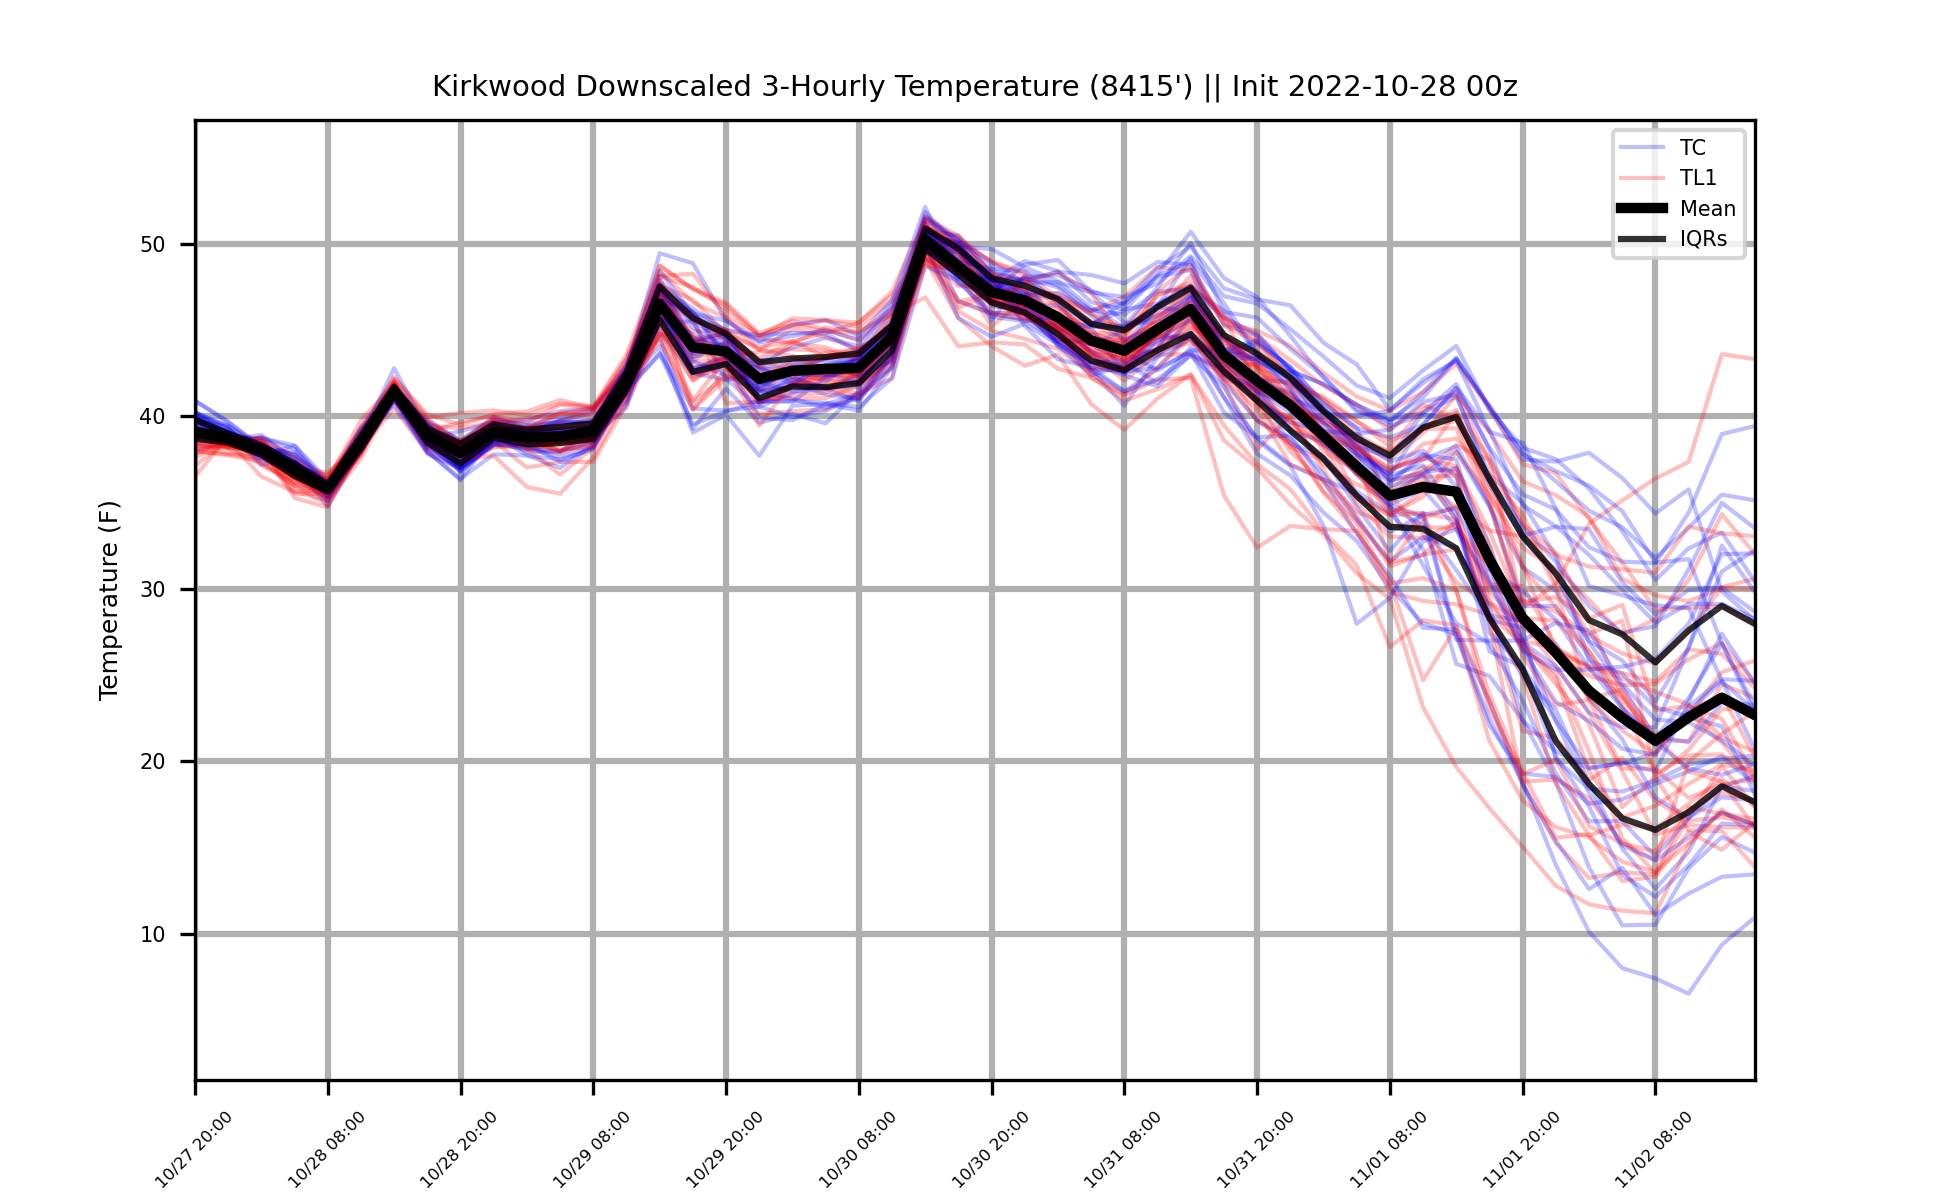 Kirkwood Downscaled 3-Hourly Temperature (8415') || Init 2022-10-28 00z
TC
TL1
Mean
IQRs
Temperature (F)
50
40
30
20
10
10/27 20:00
10/28 08:00
10/28 20:00
10/29 08:00
10/29 20:00
10/30 08:00
10/30 20:00
10/31 08:00
10/31 20:00
11/01 08:00
11/01 20:00
11/02 08:00